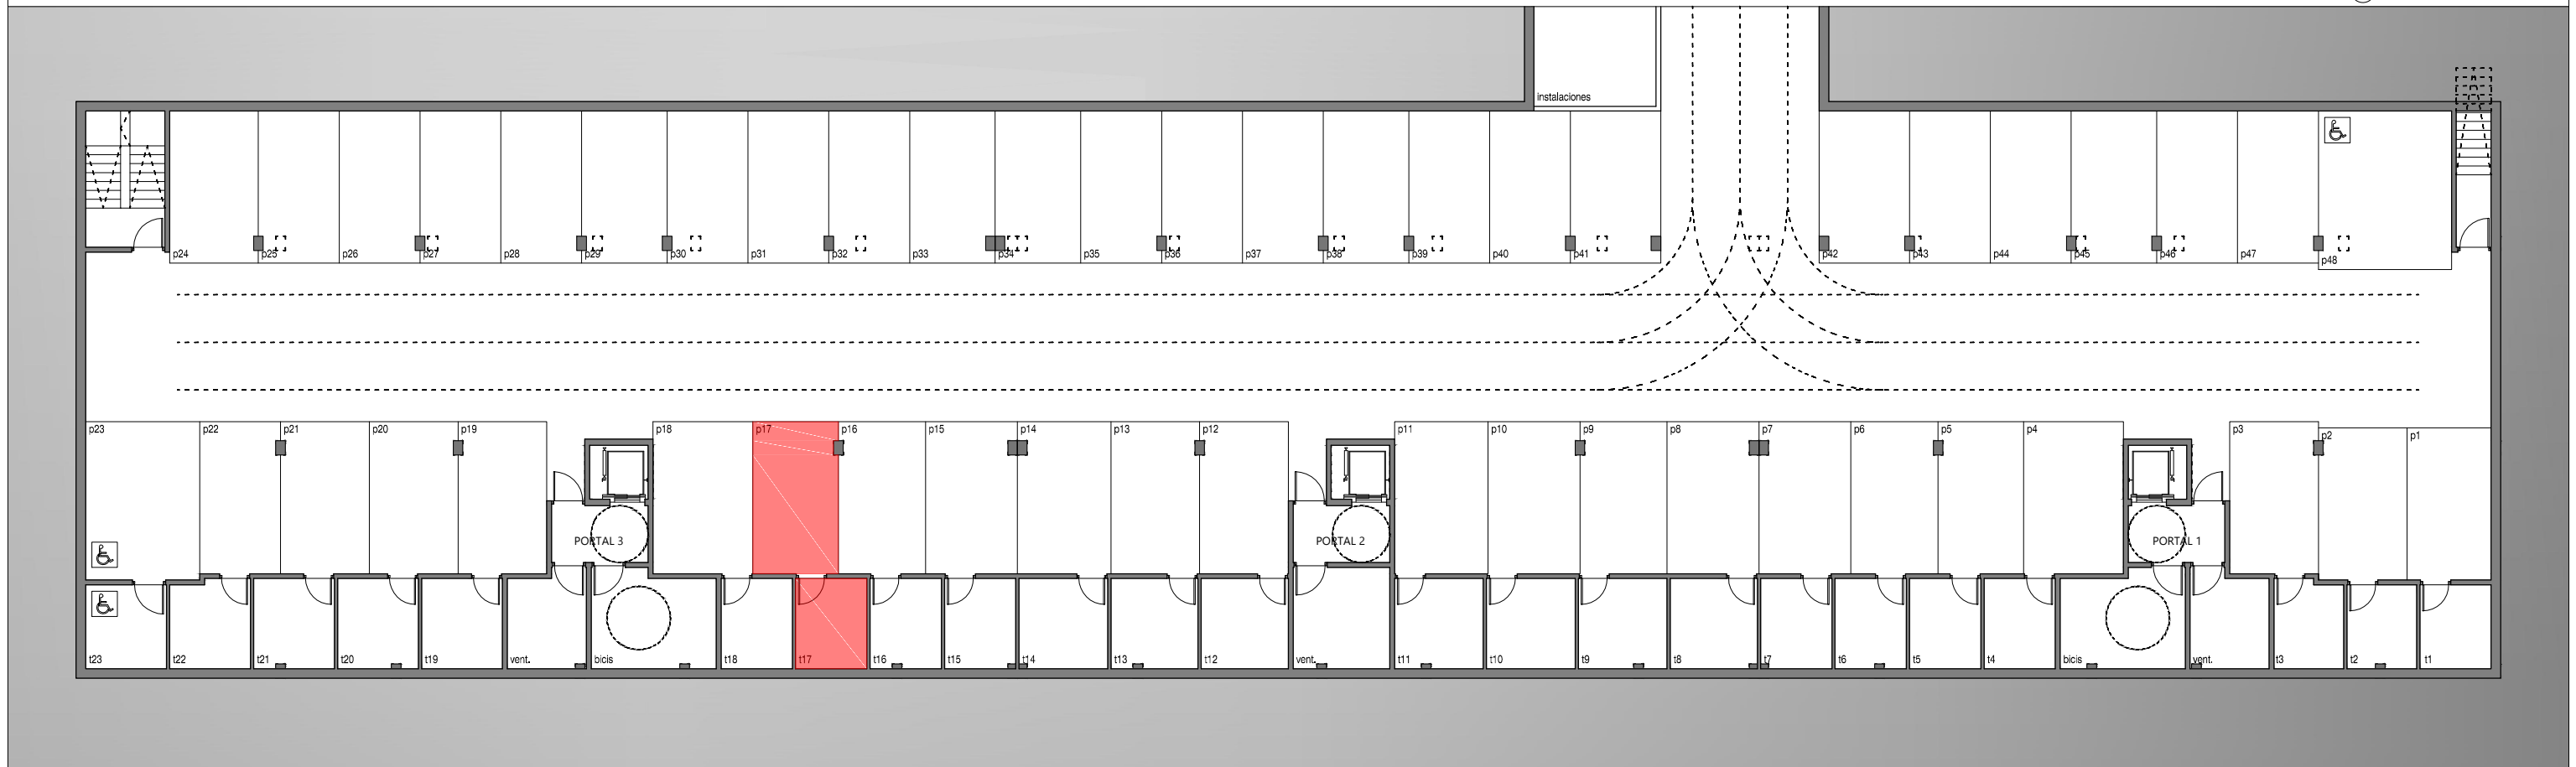 instalaciones
p24 p25 p26 p27 p28 p29 p30 p31 p32 p33 p34 p35 p36 p37 p38 p39 p40 p41 p42 p43 p44 p45 p46 p47 p48
p23 p22 p21 p20 p19 p18 p17 p16 p15 p14 p13 p12 p11 p10 p9 p8 p7 p6 p5 p4 p3 p2 p1
PORTAL 3 PORTAL 2 PORTAL 1
t23 t22 t21 t20 t19 vent. bicis t18 t17 t16 t15 t14 t13 t12 vent. t11 t10 t9 t8 t7 t6 t5 t4 bicis vent. t3 t2 t1